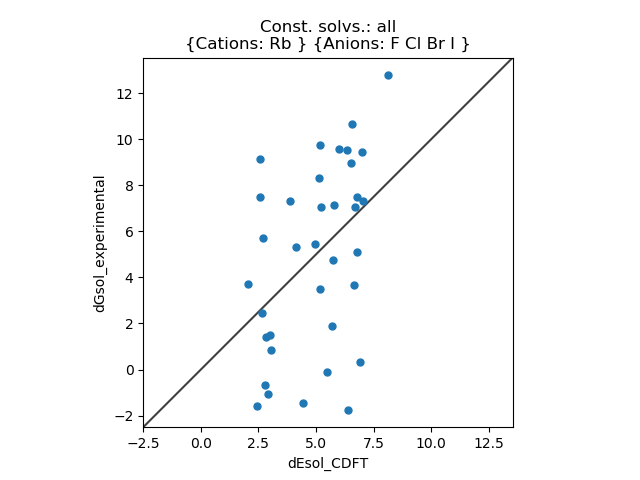 Const. solvs.: all
{Cations: Rb } {Anions: F Cl Br I }
12
10
8
6
4
2
0
−2
dGsol_experimental
−2.5 0.0 2.5 5.0 7.5 10.0 12.5
dEsol_CDFT